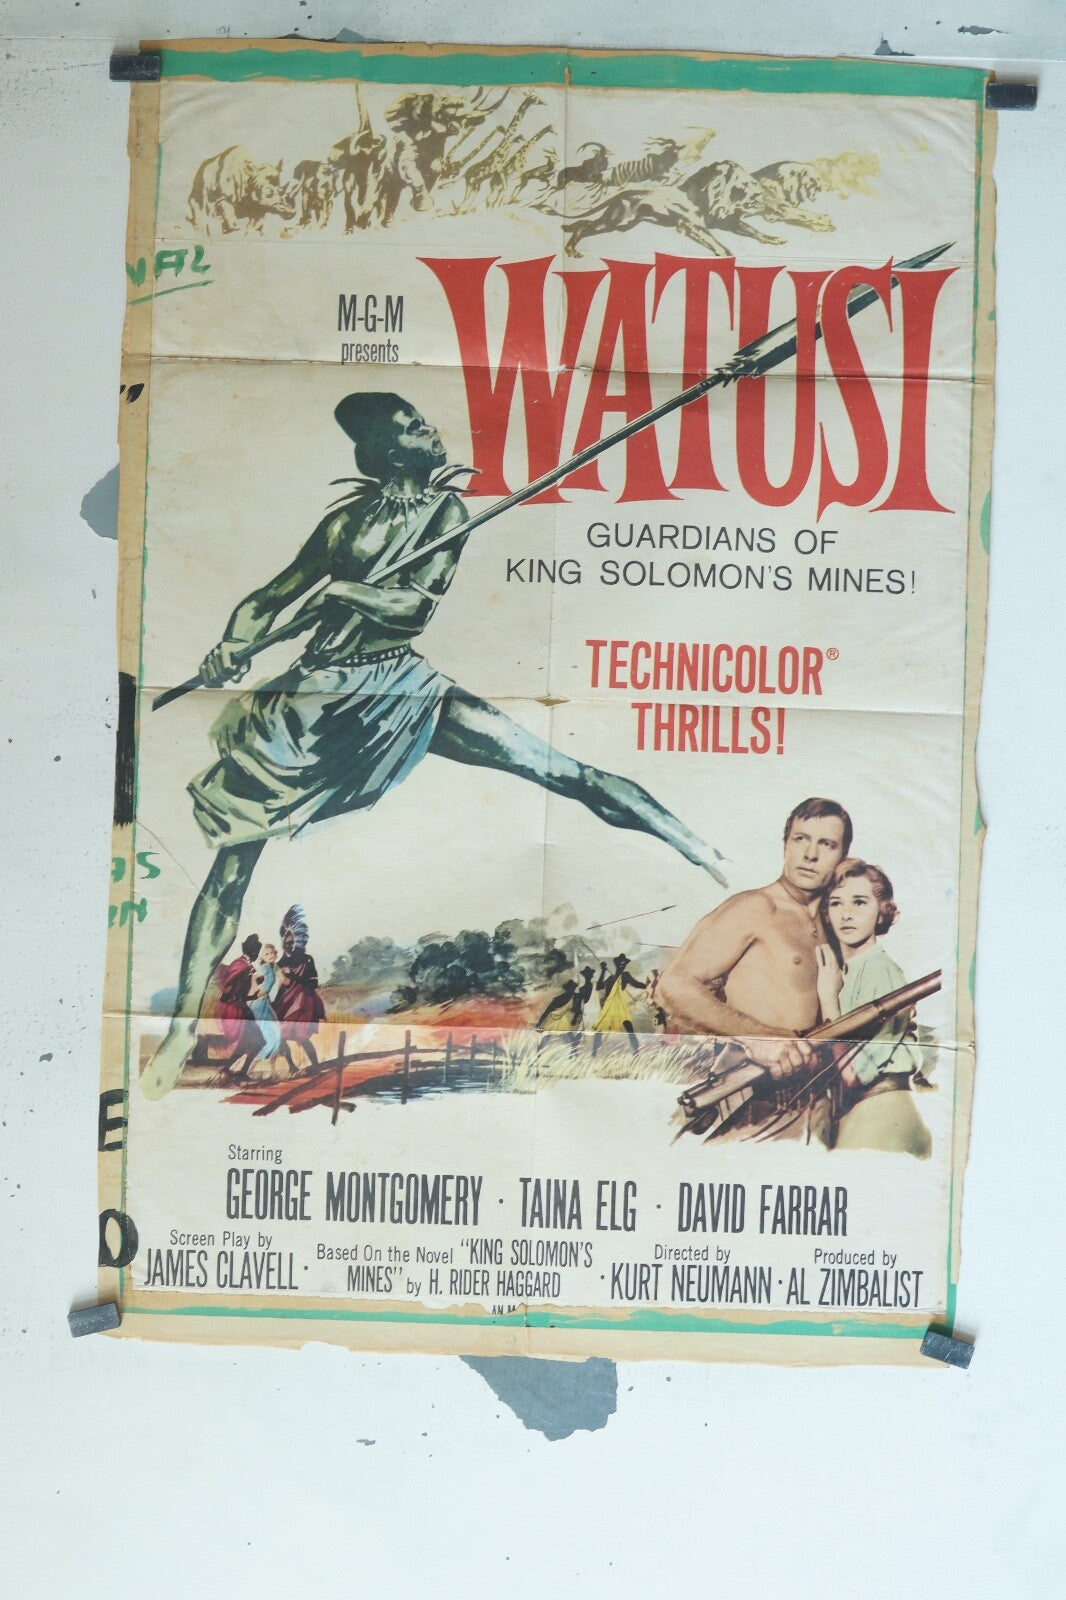 M-G-M
presents
WATUSI
GUARDIANS OF
KING SOLOMON'S MINES!
TECHNICOLOR®
THRILLS!
Starring
GEORGE MONTGOMERY · TAINA ELG · DAVID FARRAR
Screen Play by
JAMES CLAVELL ·
Based On the Novel "KING SOLOMON'S
MINES" by H. RIDER HAGGARD ·
Directed by
KURT NEUMANN ·
Produced by
AL ZIMBALIST